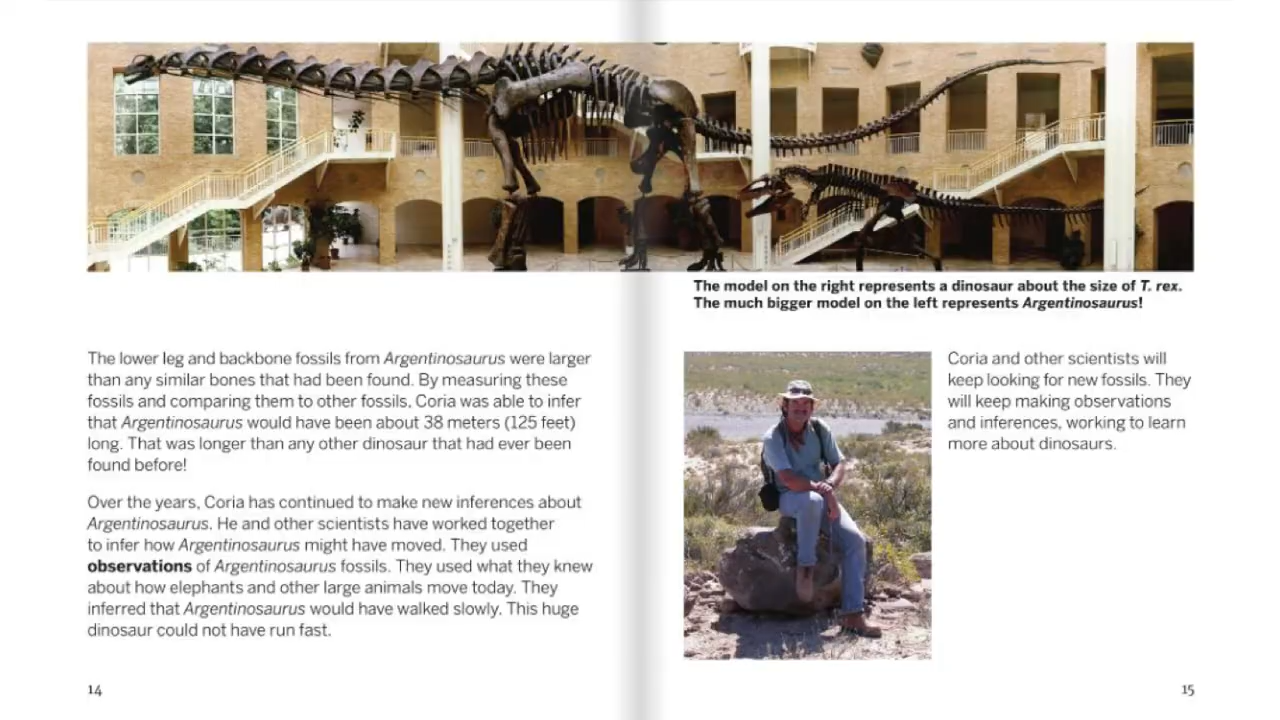 The model on the right represents a dinosaur about the size of T. rex.
The much bigger model on the left represents Argentinosaurus!
The lower leg and backbone fossils from Argentinosaurus were larger
than any similar bones that had been found. By measuring these
fossils and comparing them to other fossils, Coria was able to infer
that Argentinosaurus would have been about 38 meters (125 feet)
long. That was longer than any other dinosaur that had ever been
found before!
Over the years, Coria has continued to make new inferences about
Argentinosaurus. He and other scientists have worked together
to infer how Argentinosaurus might have moved. They used
observations of Argentinosaurus fossils. They used what they knew
about how elephants and other large animals move today. They
inferred that Argentinosaurus would have walked slowly. This huge
dinosaur could not have run fast.
14
Coria and other scientists will
keep looking for new fossils. They
will keep making observations
and inferences, working to learn
more about dinosaurs.
15